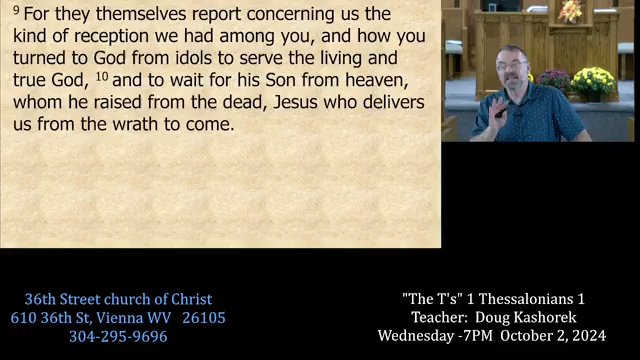 9 For they themselves report concerning us the
kind of reception we had among you, and how you
turned to God from idols to serve the living and
true God, 10 and to wait for his Son from heaven,
whom he raised from the dead, Jesus who delivers
us from the wrath to come.
36th Street church of Christ
610 36th St, Vienna WV 26105
304-295-9696
"The T's" 1 Thessalonians 1
Teacher: Doug Kashorek
Wednesday -7PM October 2, 2024